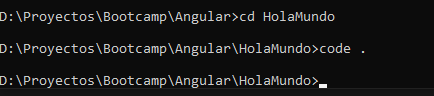 D:\Proyectos\Bootcamp\Angular>cd HolaMundo
D:\Proyectos\Bootcamp\Angular\HolaMundo>code .
D:\Proyectos\Bootcamp\Angular\HolaMundo>